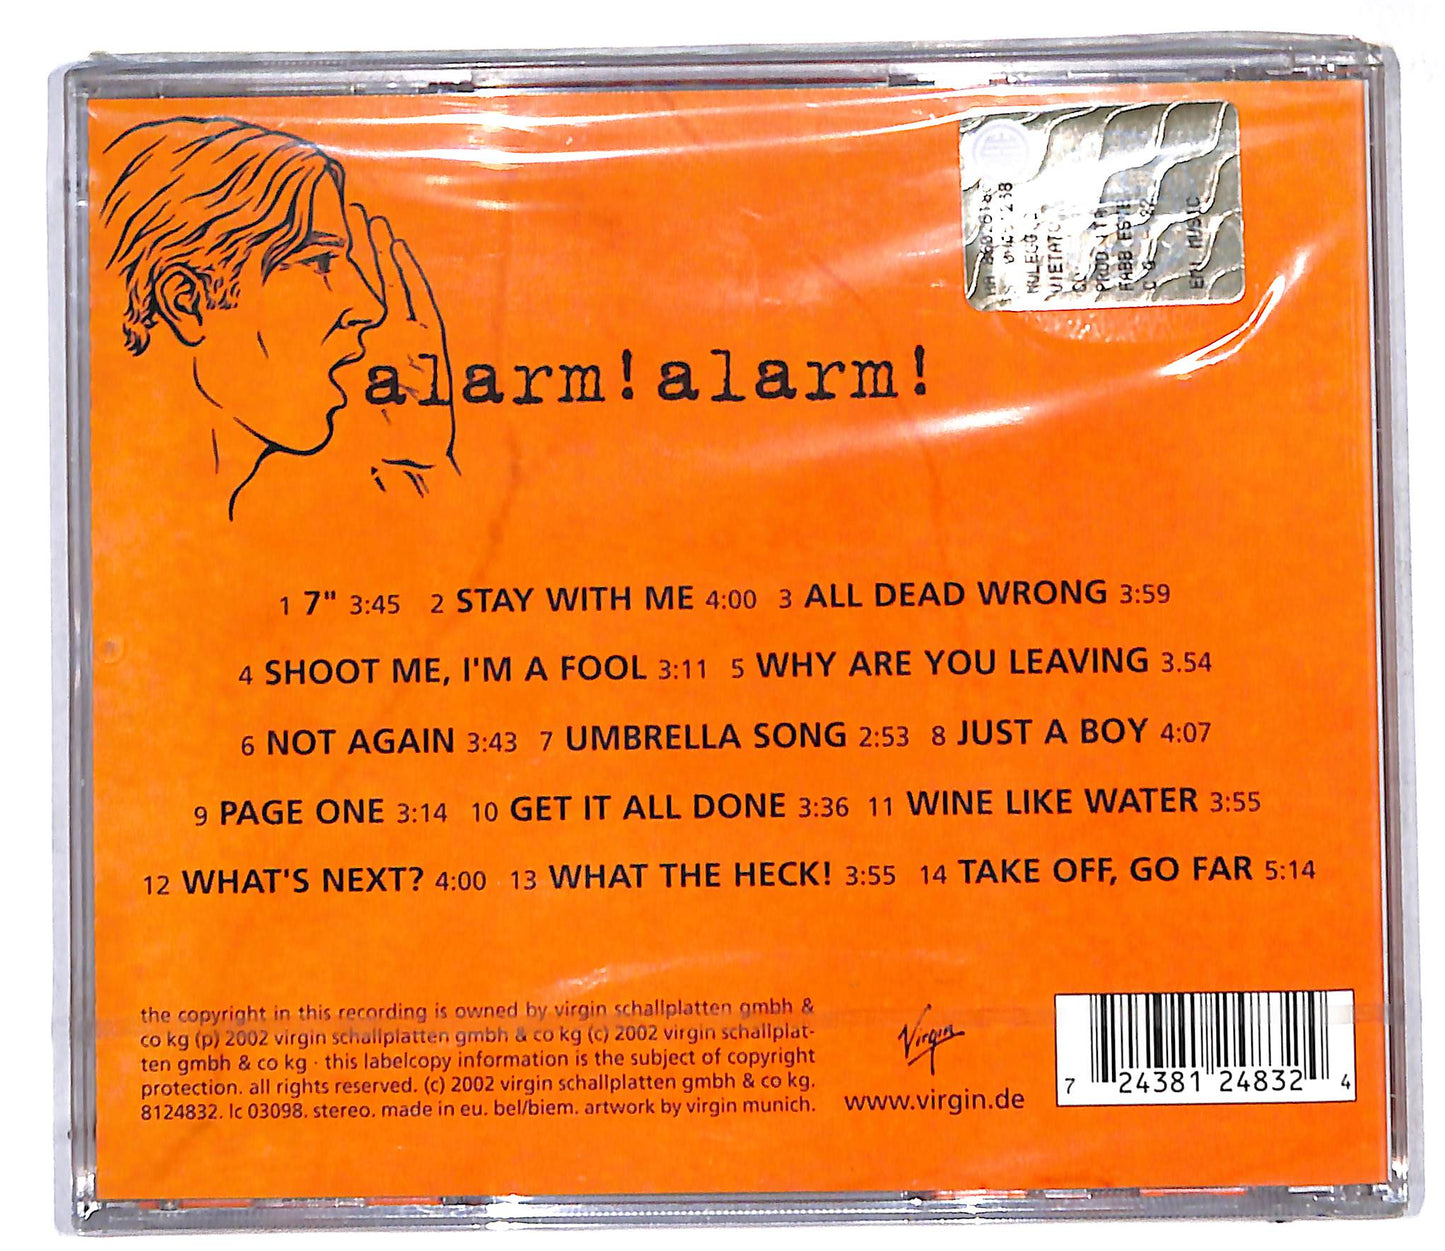 alarm!alarm!
1 7" 3:45 2 STAY WITH ME 4:00 3 ALL DEAD WRONG 3:59
4 SHOOT ME, I'M A FOOL 3:11 5 WHY ARE YOU LEAVING 3.54
6 NOT AGAIN 3:43 7 UMBRELLA SONG 2:53 8 JUST A BOY 4:07
9 PAGE ONE 3:14 10 GET IT ALL DONE 3:36 11 WINE LIKE WATER 3:55
12 WHAT'S NEXT? 4:00 13 WHAT THE HECK! 3:55 14 TAKE OFF, GO FAR 5:14
the copyright in this recording is owned by virgin schallplatten gmbh &
co kg (p) 2002 virgin schallplatten gmbh & co kg (c) 2002 virgin schallplat-
ten gmbh & co kg · this labelcopy information is the subject of copyright
protection. all rights reserved. (c) 2002 virgin schallplatten gmbh & co kg.
8124832. lc 03098. stereo. made in eu. bel/biem. artwork by virgin munich.
Virgin
www.virgin.de
7 24381 24832 4
EMI MUSIC